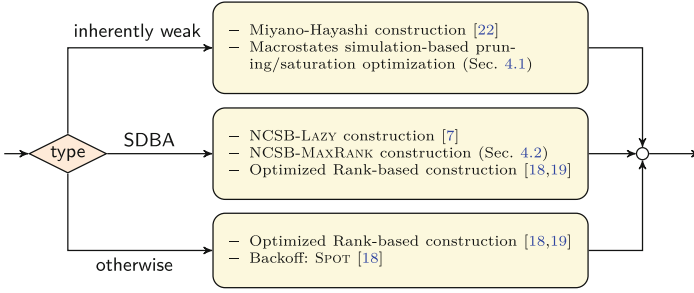 inherently weak
– Miyano-Hayashi construction [22]
– Macrostates simulation-based prun-
ing/saturation optimization (Sec. 4.1)
type
SDBA
– NCSB-Lazy construction [7]
– NCSB-MaxRank construction (Sec. 4.2)
– Optimized Rank-based construction [18,19]
otherwise
– Optimized Rank-based construction [18,19]
– Backoff: Spot [18]